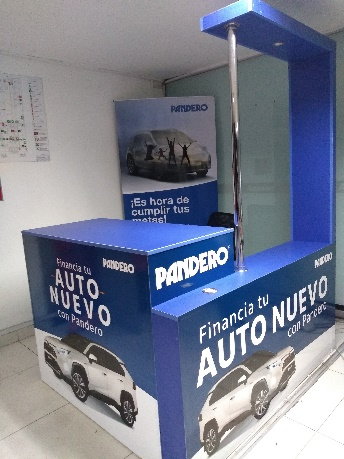 PANDERO
¡Es hora de
cumplir tus
metas!
Financia tu
AUTO
NUEVO
con Pandero
PANDERO
PANDERO
PANDERO
Financia tu
AUTO NUEVO
con Pandero